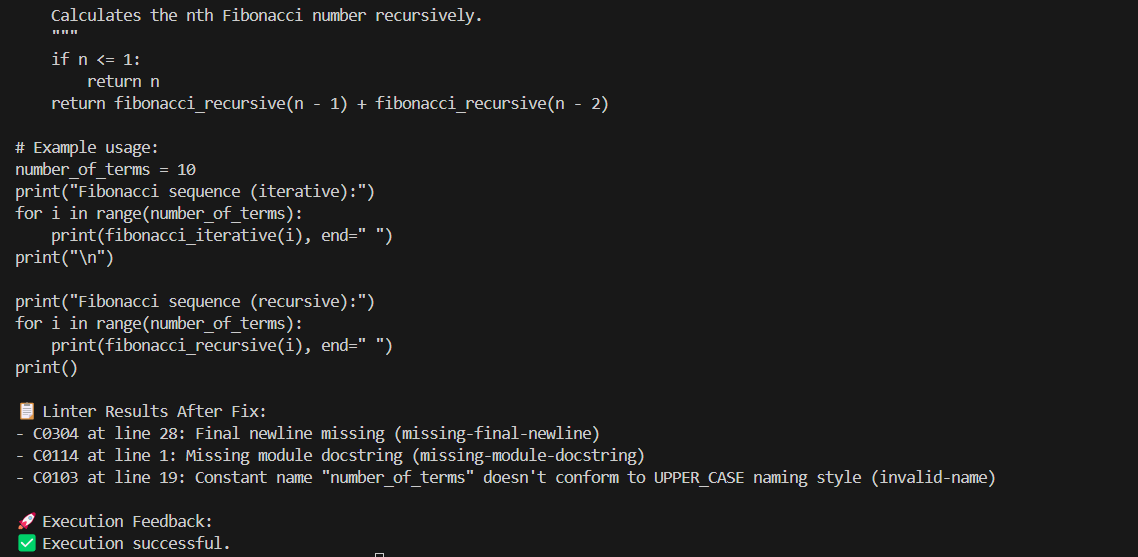 Calculates the nth Fibonacci number recursively.
    """
    if n <= 1:
        return n
    return fibonacci_recursive(n - 1) + fibonacci_recursive(n - 2)

# Example usage:
number_of_terms = 10
print("Fibonacci sequence (iterative):")
for i in range(number_of_terms):
    print(fibonacci_iterative(i), end=" ")
print("\n")

print("Fibonacci sequence (recursive):")
for i in range(number_of_terms):
    print(fibonacci_recursive(i), end=" ")
print()

📋 Linter Results After Fix:
- C0304 at line 28: Final newline missing (missing-final-newline)
- C0114 at line 1: Missing module docstring (missing-module-docstring)
- C0103 at line 19: Constant name "number_of_terms" doesn't conform to UPPER_CASE naming style (invalid-name)

🚀 Execution Feedback:
✅ Execution successful.